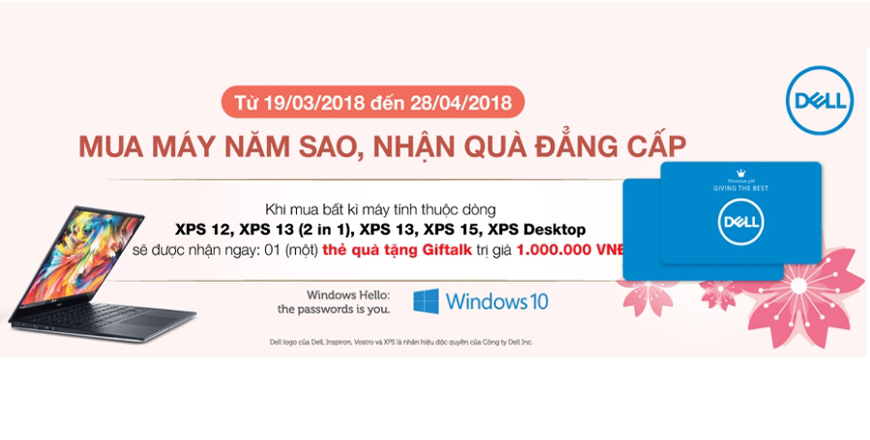 Từ 19/03/2018 đến 28/04/2018
DELL
MUA MÁY NĂM SAO, NHẬN QUÀ ĐẲNG CẤP
Premium gift
GIVING THE BEST
DELL
Khi mua bất kì máy tính thuộc dòng
XPS 12, XPS 13 (2 in 1), XPS 13, XPS 15, XPS Desktop
sẽ được nhận ngay: 01 (một) thẻ quà tặng Giftalk trị giá 1.000.000 VNĐ
Windows Hello:
the passwords is you.
Windows 10
Dell logo của Dell, Inspiron, Vostro và XPS là nhãn hiệu độc quyền của Công ty Dell Inc.